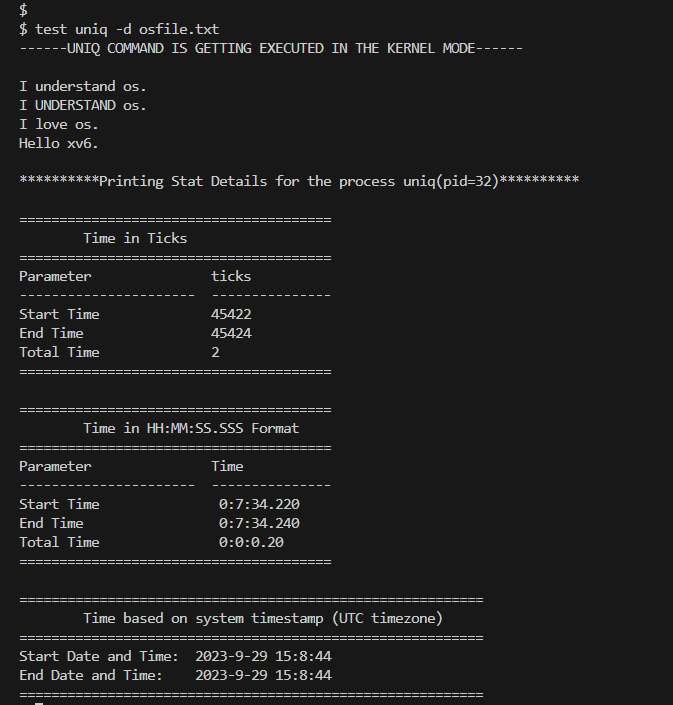 $
$ test uniq -d osfile.txt
------UNIQ COMMAND IS GETTING EXECUTED IN THE KERNEL MODE------
I understand os.
I UNDERSTAND os.
I love os.
Hello xv6.
**********Printing Stat Details for the process uniq(pid=32)**********
=======================================
Time in Ticks
=======================================
Parameter ticks
---------------------- ---------------
Start Time 45422
End Time 45424
Total Time 2
=======================================
=======================================
Time in HH:MM:SS.SSS Format
=======================================
Parameter Time
---------------------- ---------------
Start Time 0:7:34.220
End Time 0:7:34.240
Total Time 0:0:0.20
=======================================
==========================================================
Time based on system timestamp (UTC timezone)
==========================================================
Start Date and Time: 2023-9-29 15:8:44
End Date and Time: 2023-9-29 15:8:44
==========================================================